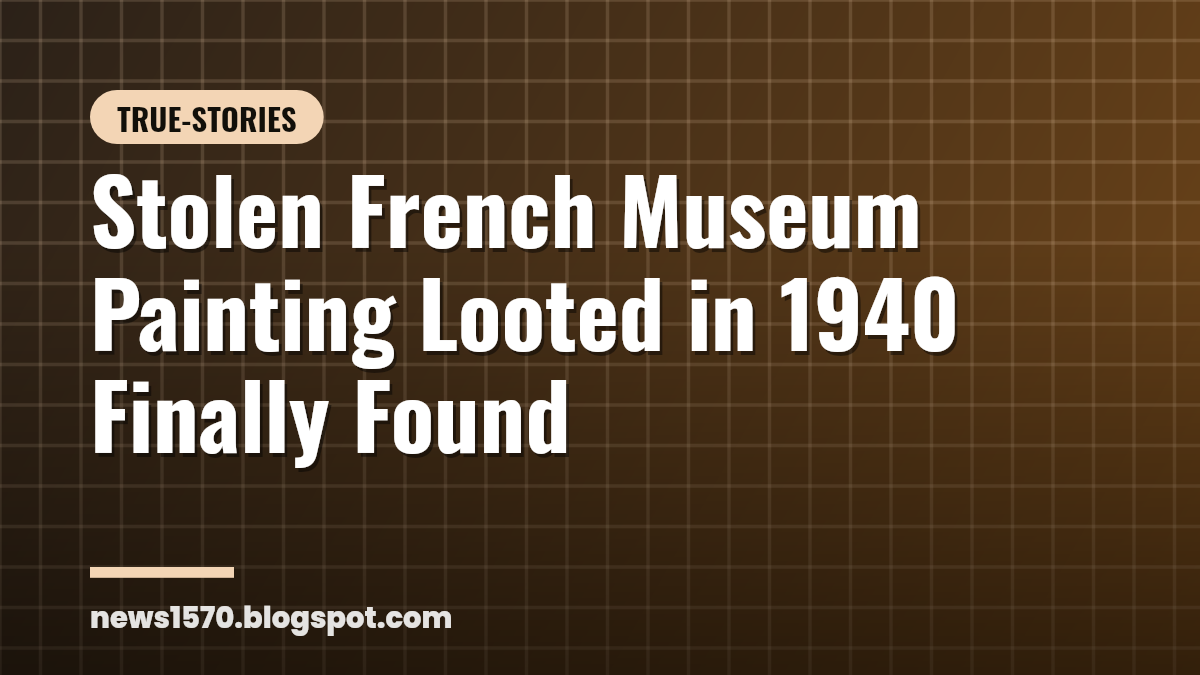 TRUE-STORIES
Stolen French Museum
Painting Looted in 1940
Finally Found
news1570.blogspot.com